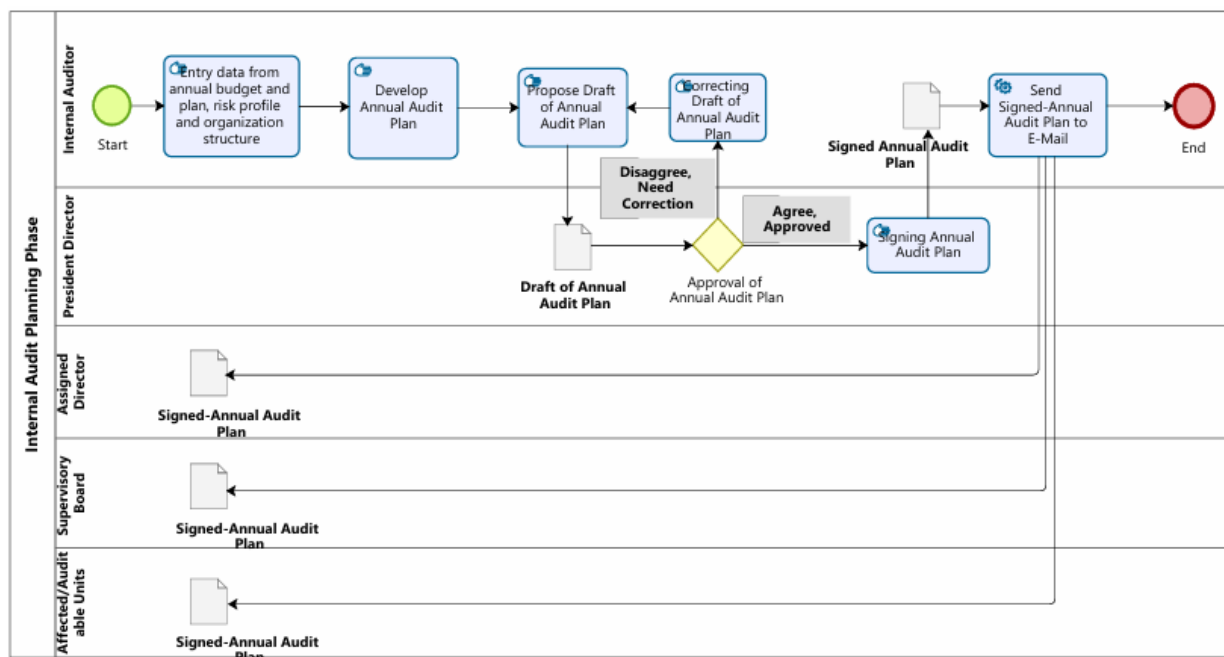 Internal Audit Planning Phase
Internal Auditor
Start
Entry data from
annual budget and
plan, risk profile
and organization
structure
Develop
Annual Audit
Plan
Propose Draft
of Annual
Audit Plan
Correcting
Draft of
Annual Audit
Plan
Signed Annual Audit
Plan
Send
Signed-Annual
Audit Plan to
E-Mail
End
President Director
Disaggree,
Need
Correction
Agree,
Approved
Draft of Annual
Audit Plan
Approval of
Annual Audit Plan
Signing Annual
Audit Plan
Assigned
Director
Signed-Annual Audit
Plan
Supervisory
Board
Signed-Annual Audit
Plan
Affected/Audit
able Units
Signed-Annual Audit
Plan